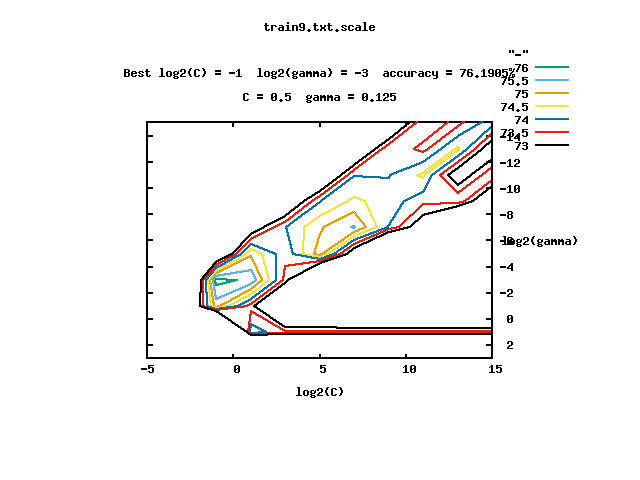 train9.txt.scale
"-"
Best log2(C) = -1  log2(gamma) = -3  accuracy = 76.1905%
76
75.5
C = 0.5  gamma = 0.125
75
74.5
74
73.5
73
-14
-12
-10
-8
-6
log2(gamma)
-4
-2
0
2
-5 0 5 10 15
log2(C)